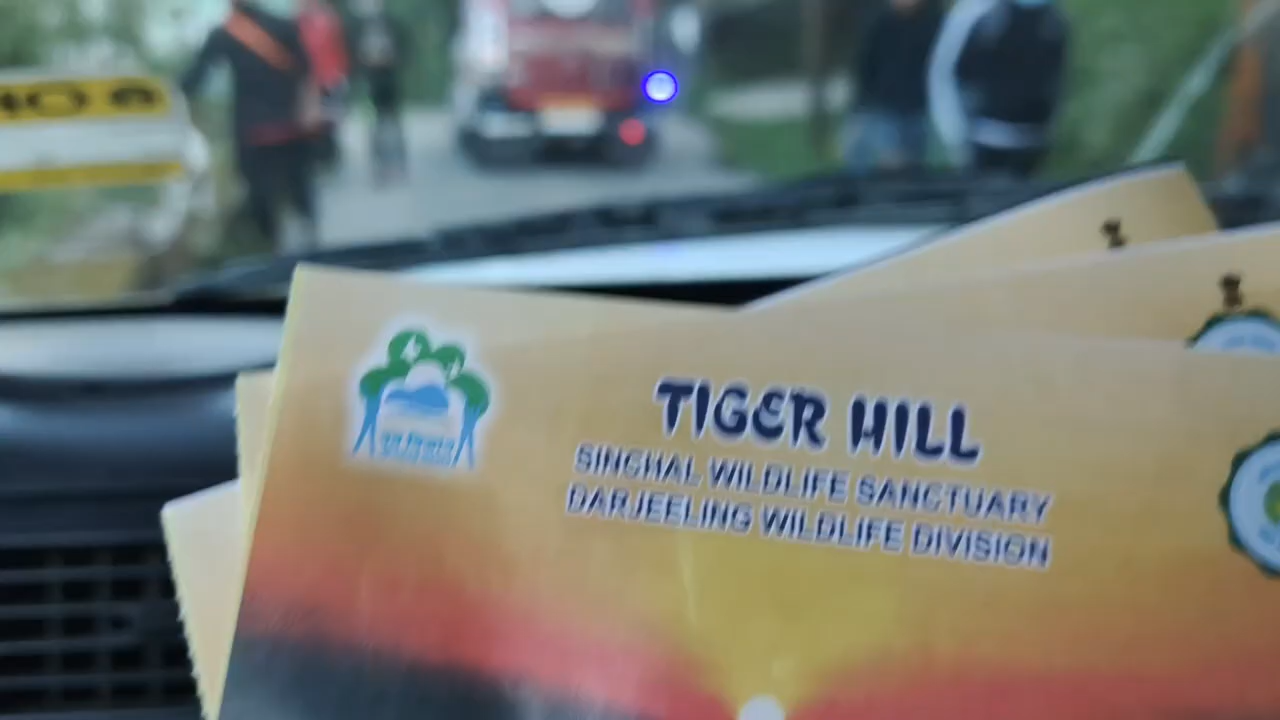 TIGER HILL
SINGHAL WILDLIFE SANCTUARY
DARJEELING WILDLIFE DIVISION